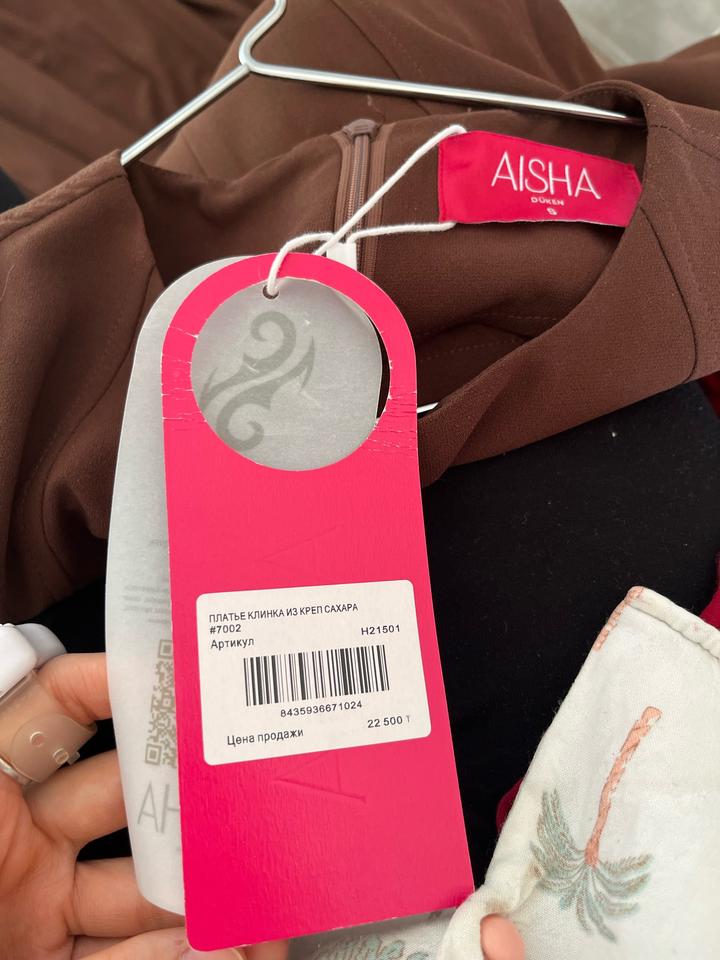 AISHA
DÜKEN
S
ПЛАТЬЕ КЛИНКА ИЗ КРЕП САХАРА
#7002
Артикул H21501
8435936671024
Цена продажи 22 500 ₸